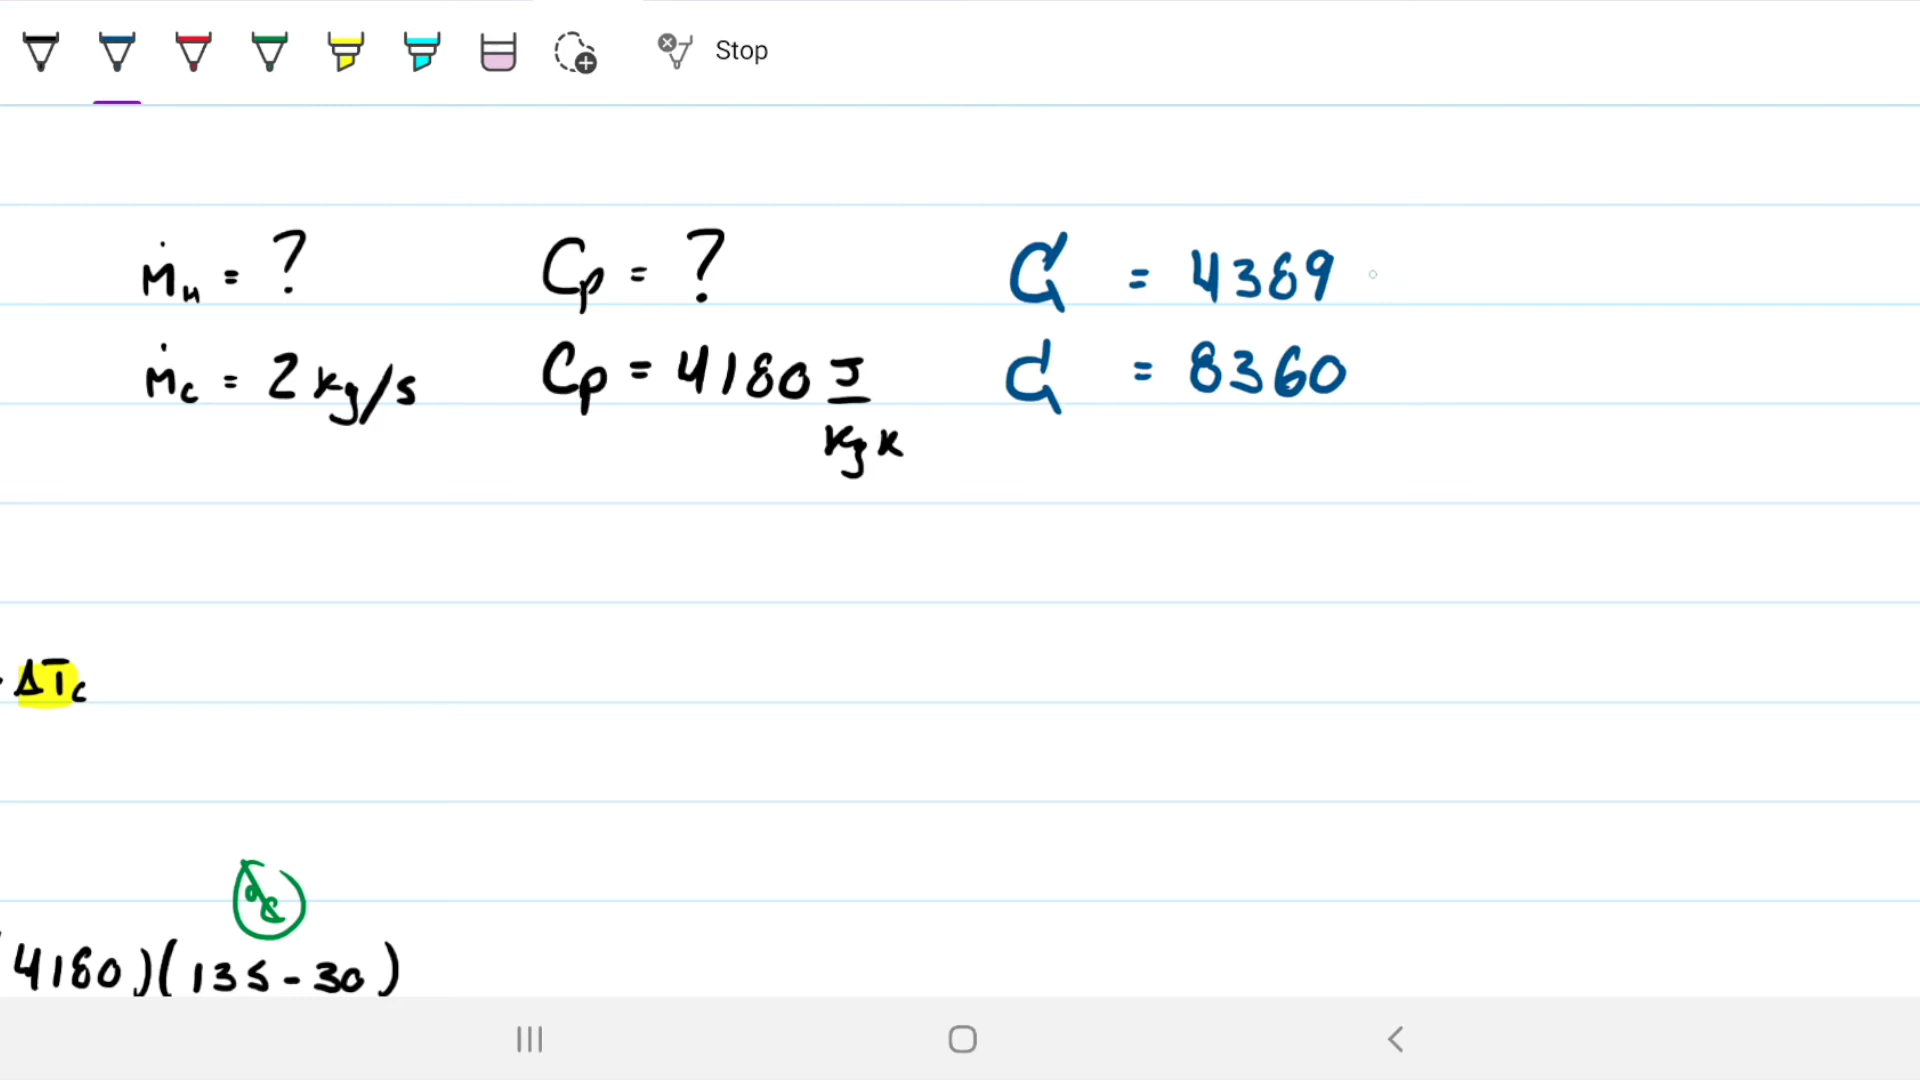 Stop
ṁₕ = ? Cp = ? C = 4389
ṁc = 2 kg/s Cp = 4180 J/kg K C = 8360
ΔTc
4180)(135-30)